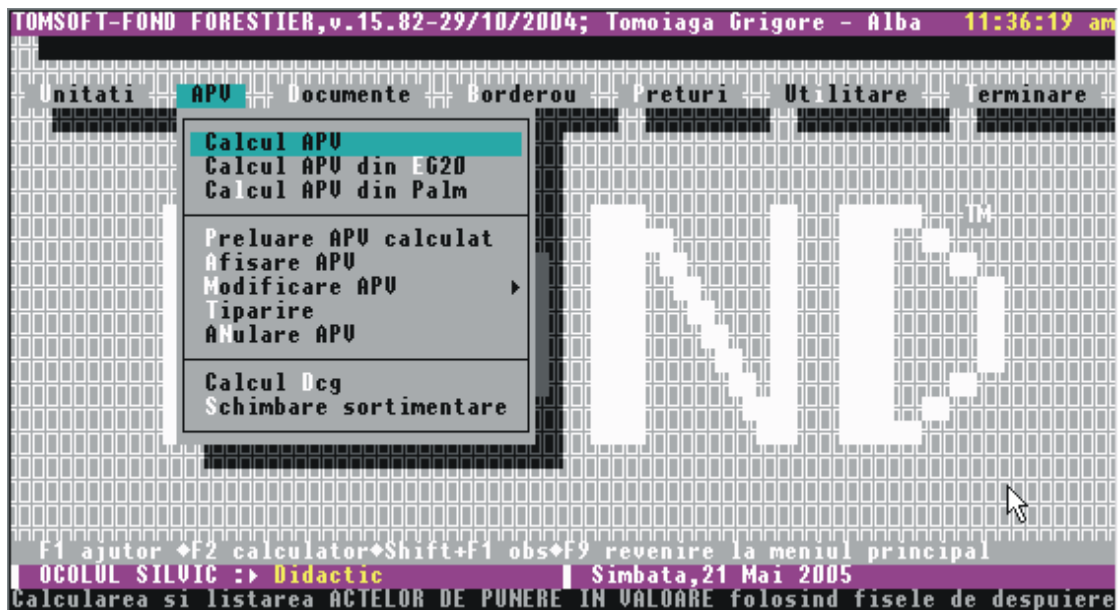 TOMSOFT-FOND FORESTIER,v.15.82-29/10/2004; Tomoiaga Grigore - Alba 11:36:19 am
Unitati APV Documente Borderou Preturi Utilitare Terminare
Calcul APV
Calcul APV din EG20
Calcul APV din Palm
Preluare APV calculat
Afisare APV
Modificare APV
Tiparire
ANulare APV
Calcul Dcg
Schimbare sortimentare
ND TM
F1 ajutor ◆F2 calculator◆Shift+F1 obs◆F9 revenire la meniul principal
OCOLUL SILVIC :▸ Didactic Simbata,21 Mai 2005
Calcularea si listarea ACTELOR DE PUNERE IN VALOARE folosind fisele de despuiere